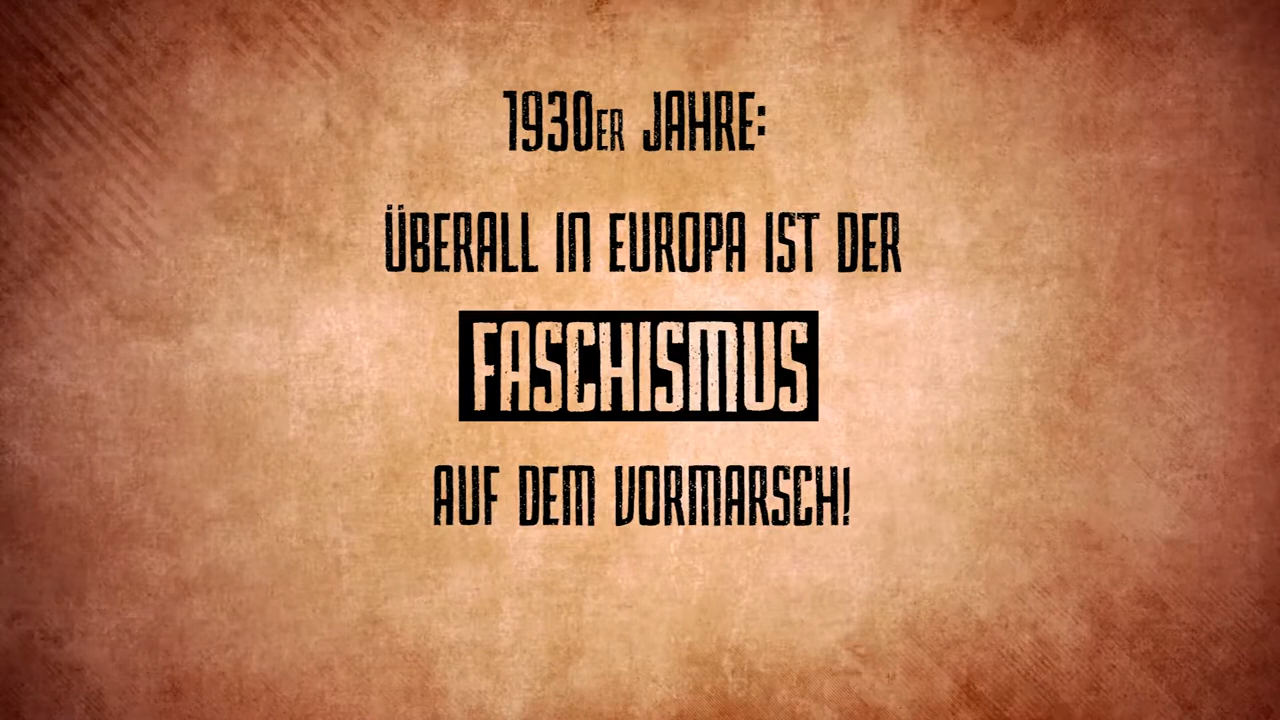 1930ER JAHRE:
ÜBERALL IN EUROPA IST DER
FASCHISMUS
AUF DEM VORMARSCH!